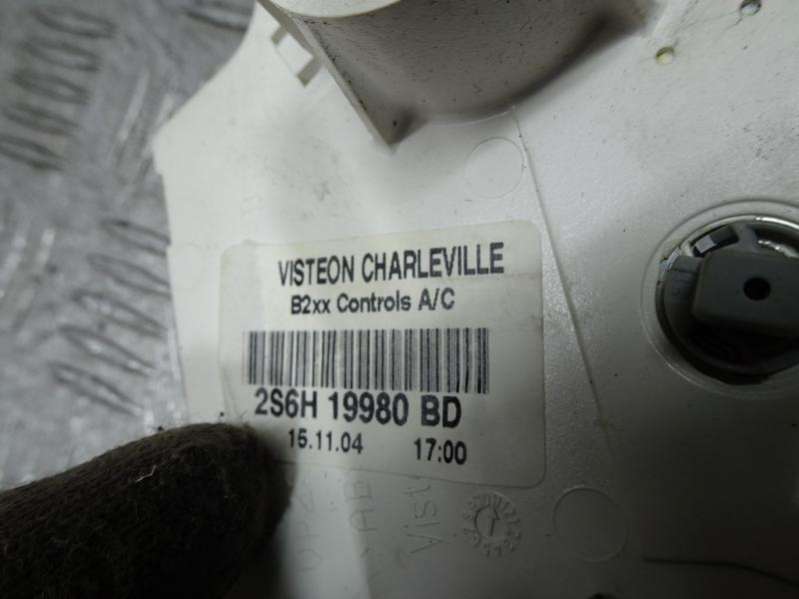 VISTEON CHARLEVILLE
B2xx Controls A/C
2S6H 19980 BD
15.11.04 17:00